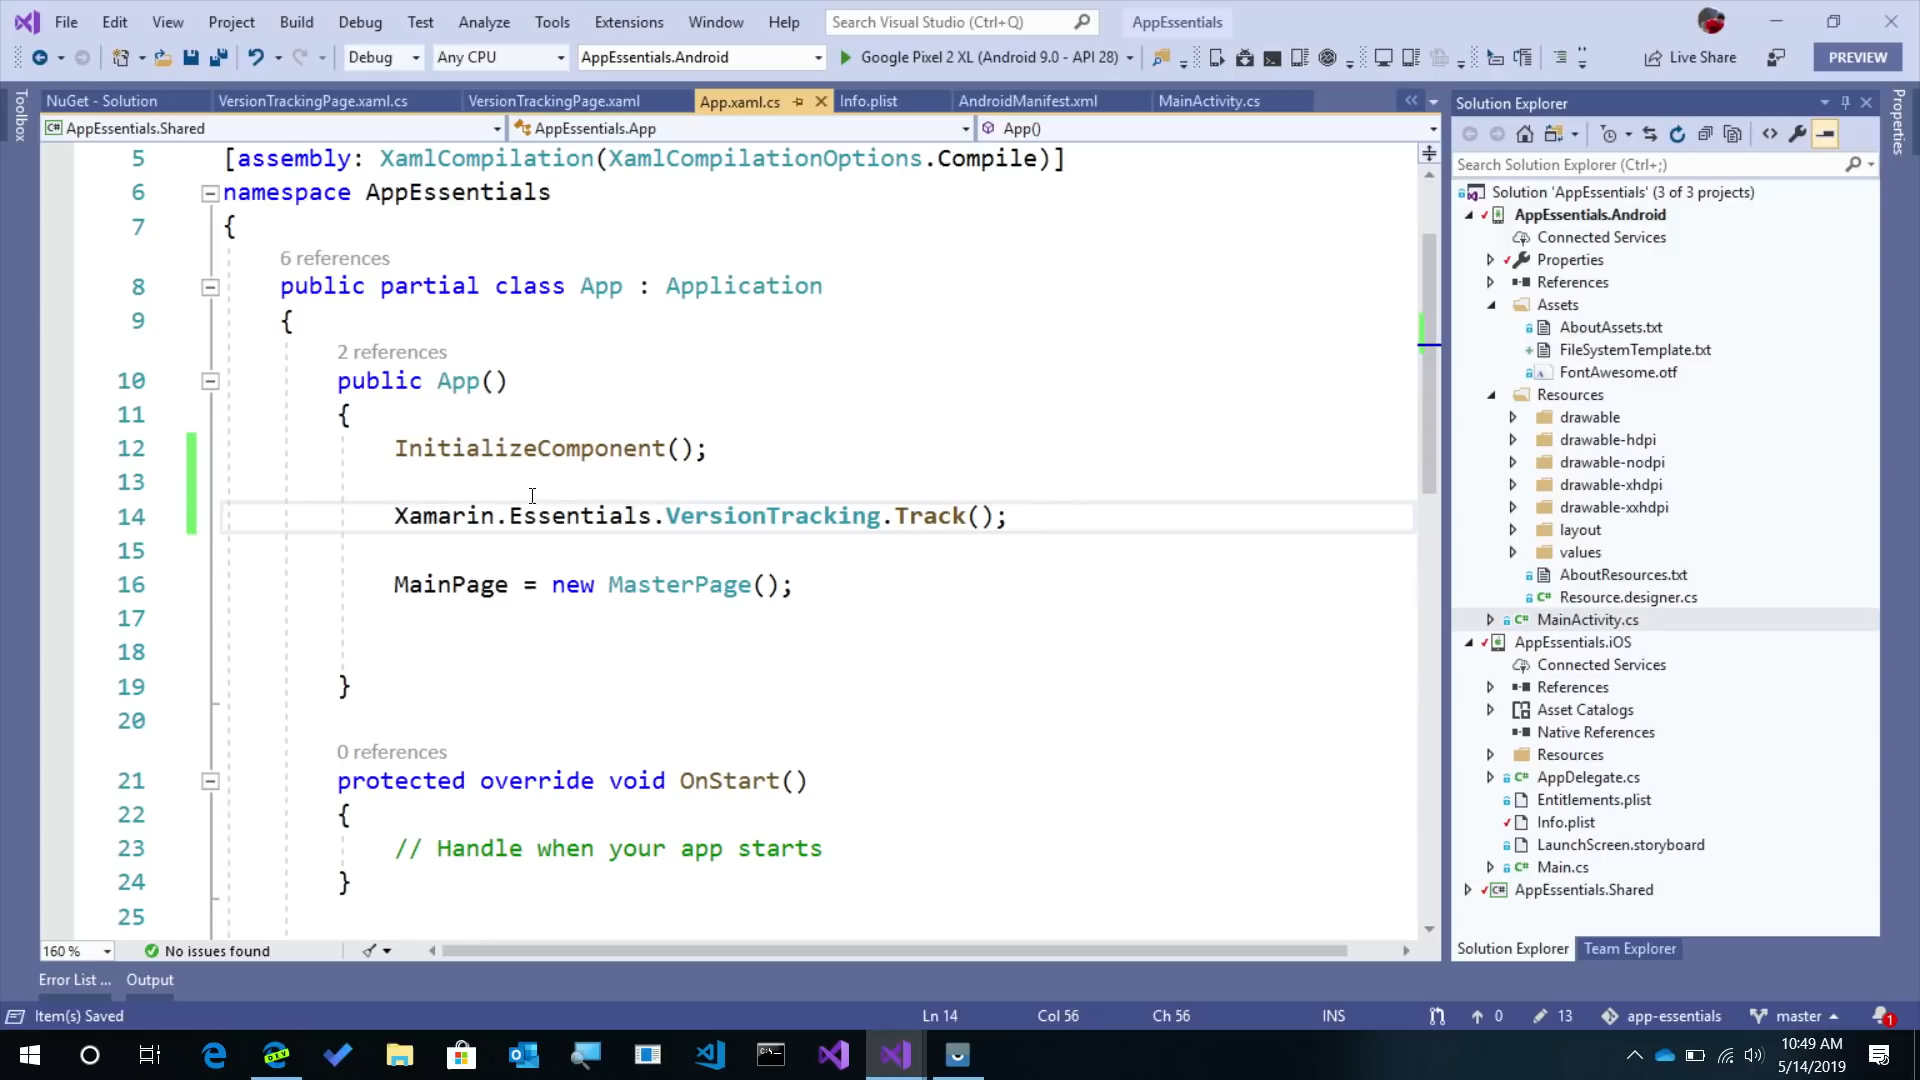 File Edit View Project Build Debug Test Analyze Tools Extensions Window Help Search Visual Studio (Ctrl+Q) AppEssentials
Debug Any CPU AppEssentials.Android Google Pixel 2 XL (Android 9.0 - API 28) Live Share PREVIEW
Toolbox
NuGet - Solution VersionTrackingPage.xaml.cs VersionTrackingPage.xaml App.xaml.cs Info.plist AndroidManifest.xml MainActivity.cs
AppEssentials.Shared AppEssentials.App App()
5 [assembly: XamlCompilation(XamlCompilationOptions.Compile)]
6 namespace AppEssentials
7 {
6 references
8 public partial class App : Application
9 {
2 references
10 public App()
11 {
12 InitializeComponent();
13
14 Xamarin.Essentials.VersionTracking.Track();
15
16 MainPage = new MasterPage();
17
18
19 }
20
0 references
21 protected override void OnStart()
22 {
23 // Handle when your app starts
24 }
25
160 % No issues found
Solution Explorer
Properties
Search Solution Explorer (Ctrl+;)
Solution 'AppEssentials' (3 of 3 projects)
AppEssentials.Android
Connected Services
Properties
References
Assets
AboutAssets.txt
FileSystemTemplate.txt
FontAwesome.otf
Resources
drawable
drawable-hdpi
drawable-nodpi
drawable-xhdpi
drawable-xxhdpi
layout
values
AboutResources.txt
Resource.designer.cs
MainActivity.cs
AppEssentials.iOS
Connected Services
References
Asset Catalogs
Native References
Resources
AppDelegate.cs
Entitlements.plist
Info.plist
LaunchScreen.storyboard
Main.cs
AppEssentials.Shared
Solution Explorer Team Explorer
Error List ... Output
Item(s) Saved Ln 14 Col 56 Ch 56 INS 0 13 app-essentials master 1
10:49 AM
5/14/2019